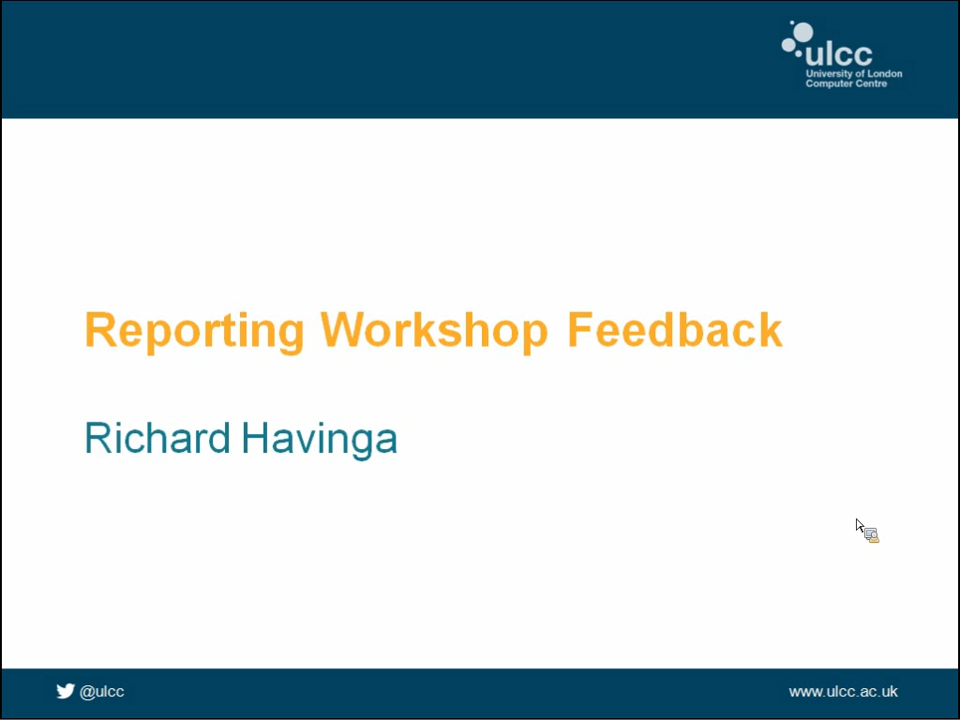 ulcc
University of London
Computer Centre
Reporting Workshop Feedback
Richard Havinga
@ulcc
www.ulcc.ac.uk